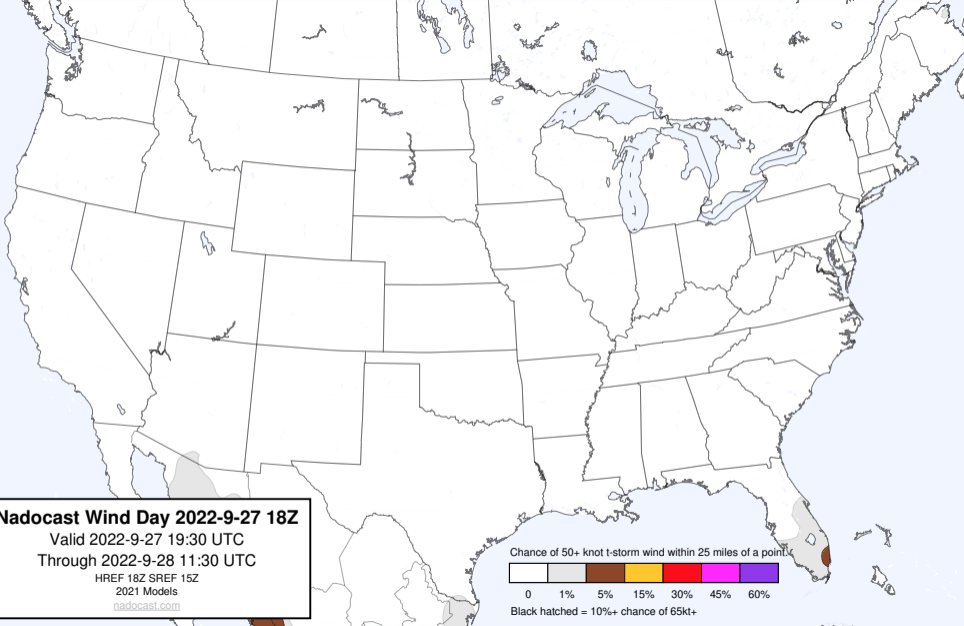 Nadocast Wind Day 2022-9-27 18Z
Valid 2022-9-27 19:30 UTC
Through 2022-9-28 11:30 UTC
HREF 18Z SREF 15Z
2021 Models
nadocast.com
Chance of 50+ knot t-storm wind within 25 miles of a point.
0 1% 5% 15% 30% 45% 60%
Black hatched = 10%+ chance of 65kt+